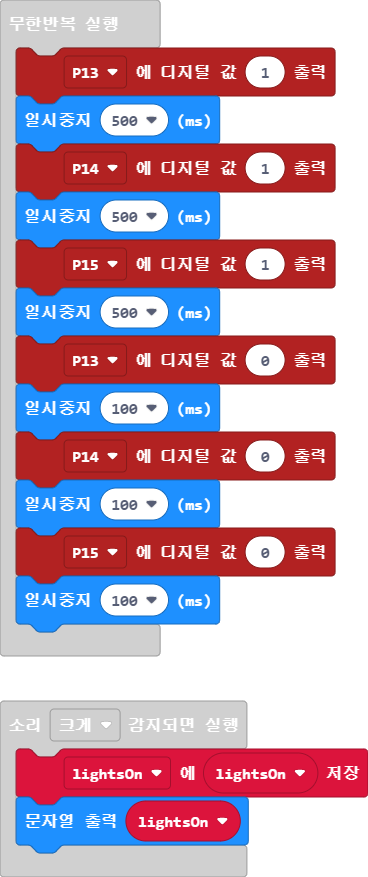 무한반복 실행
P13 에 디지털 값 1 출력
일시중지 500 (ms)
P14 에 디지털 값 1 출력
일시중지 500 (ms)
P15 에 디지털 값 1 출력
일시중지 500 (ms)
P13 에 디지털 값 0 출력
일시중지 100 (ms)
P14 에 디지털 값 0 출력
일시중지 100 (ms)
P15 에 디지털 값 0 출력
일시중지 100 (ms)
소리 크게 감지되면 실행
lightsOn 에 lightsOn 저장
문자열 출력 lightsOn